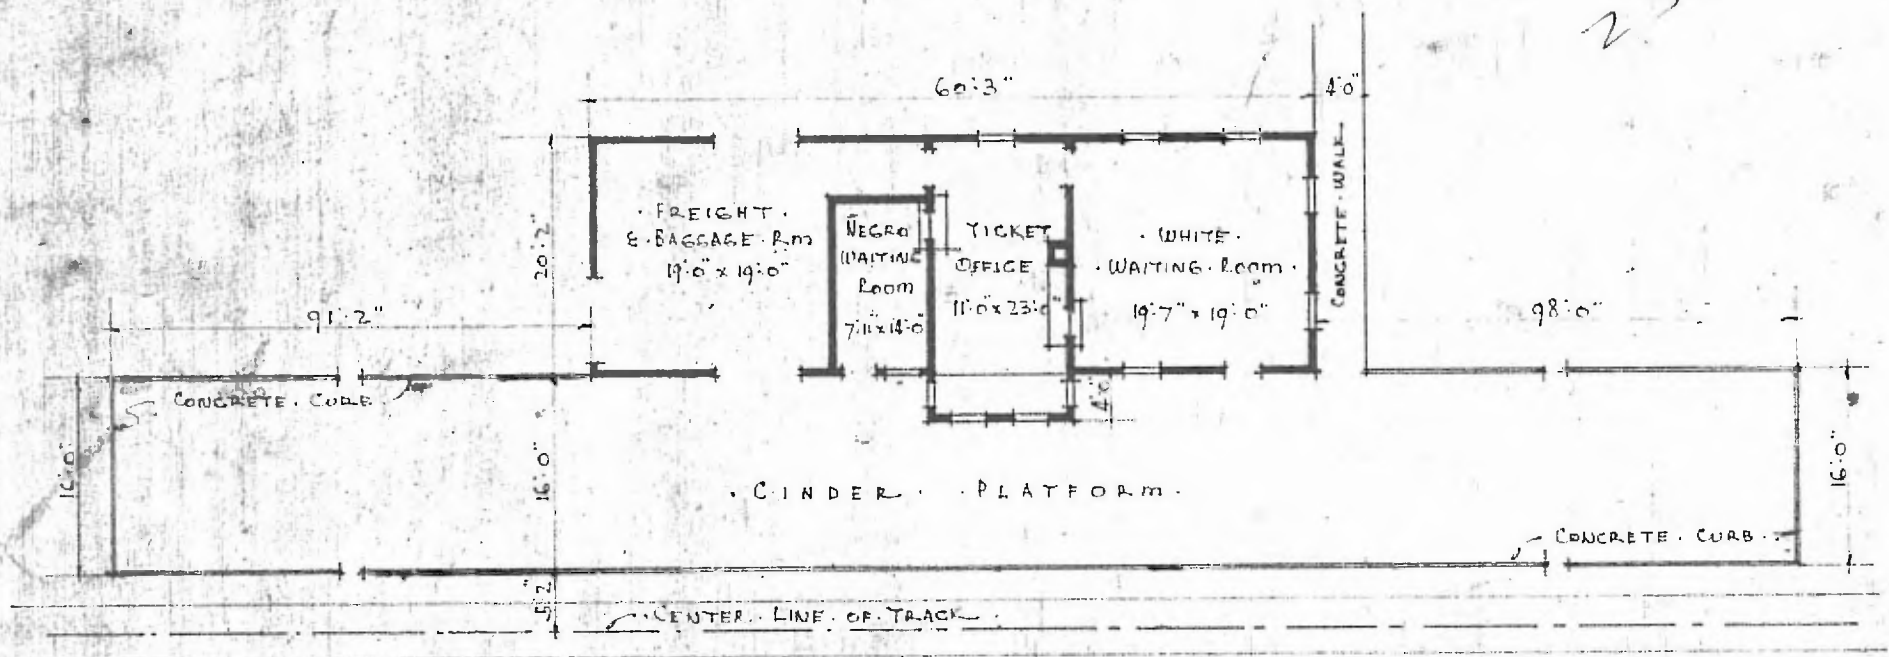 2
60'-3"
4'-0"
CONCRETE · WALK
20'-2"
· FREIGHT ·
& · BAGGAGE · Rm
19'-0" x 19'-0"
NEGRO
WAITING
Room
7'-11" x 14'-0"
TICKET
OFFICE
11'-0" x 23'-0"
· WHITE ·
· WAITING · Room ·
19'-7" x 19'-0"
91'-2"
98'-0"
CONCRETE · CURB
4'-0"
16'-0"
16'-0"
16'-0"
· CINDER · · PLATFORM ·
CONCRETE · CURB ·
5'-2"
· CENTER · LINE · OF · TRACK ·